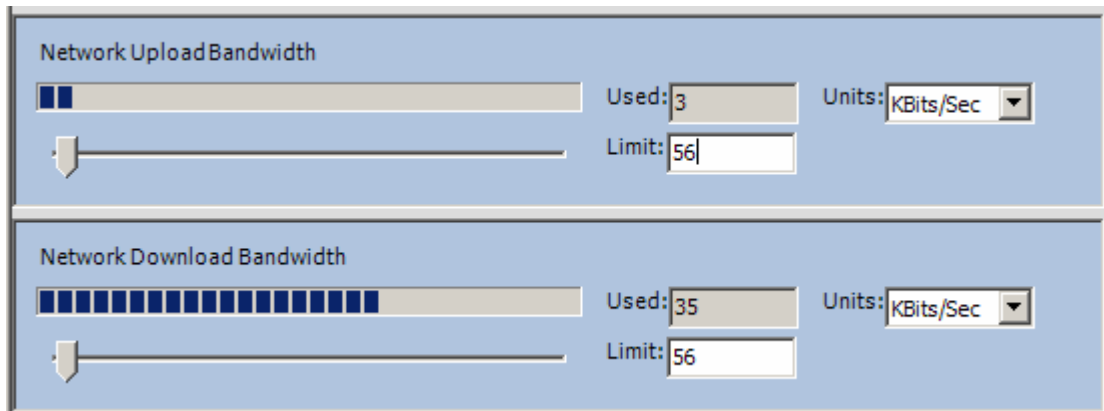 Network Upload Bandwidth
Used: 3 Units: KBits/Sec
Limit: 56
Network Download Bandwidth
Used: 35 Units: KBits/Sec
Limit: 56